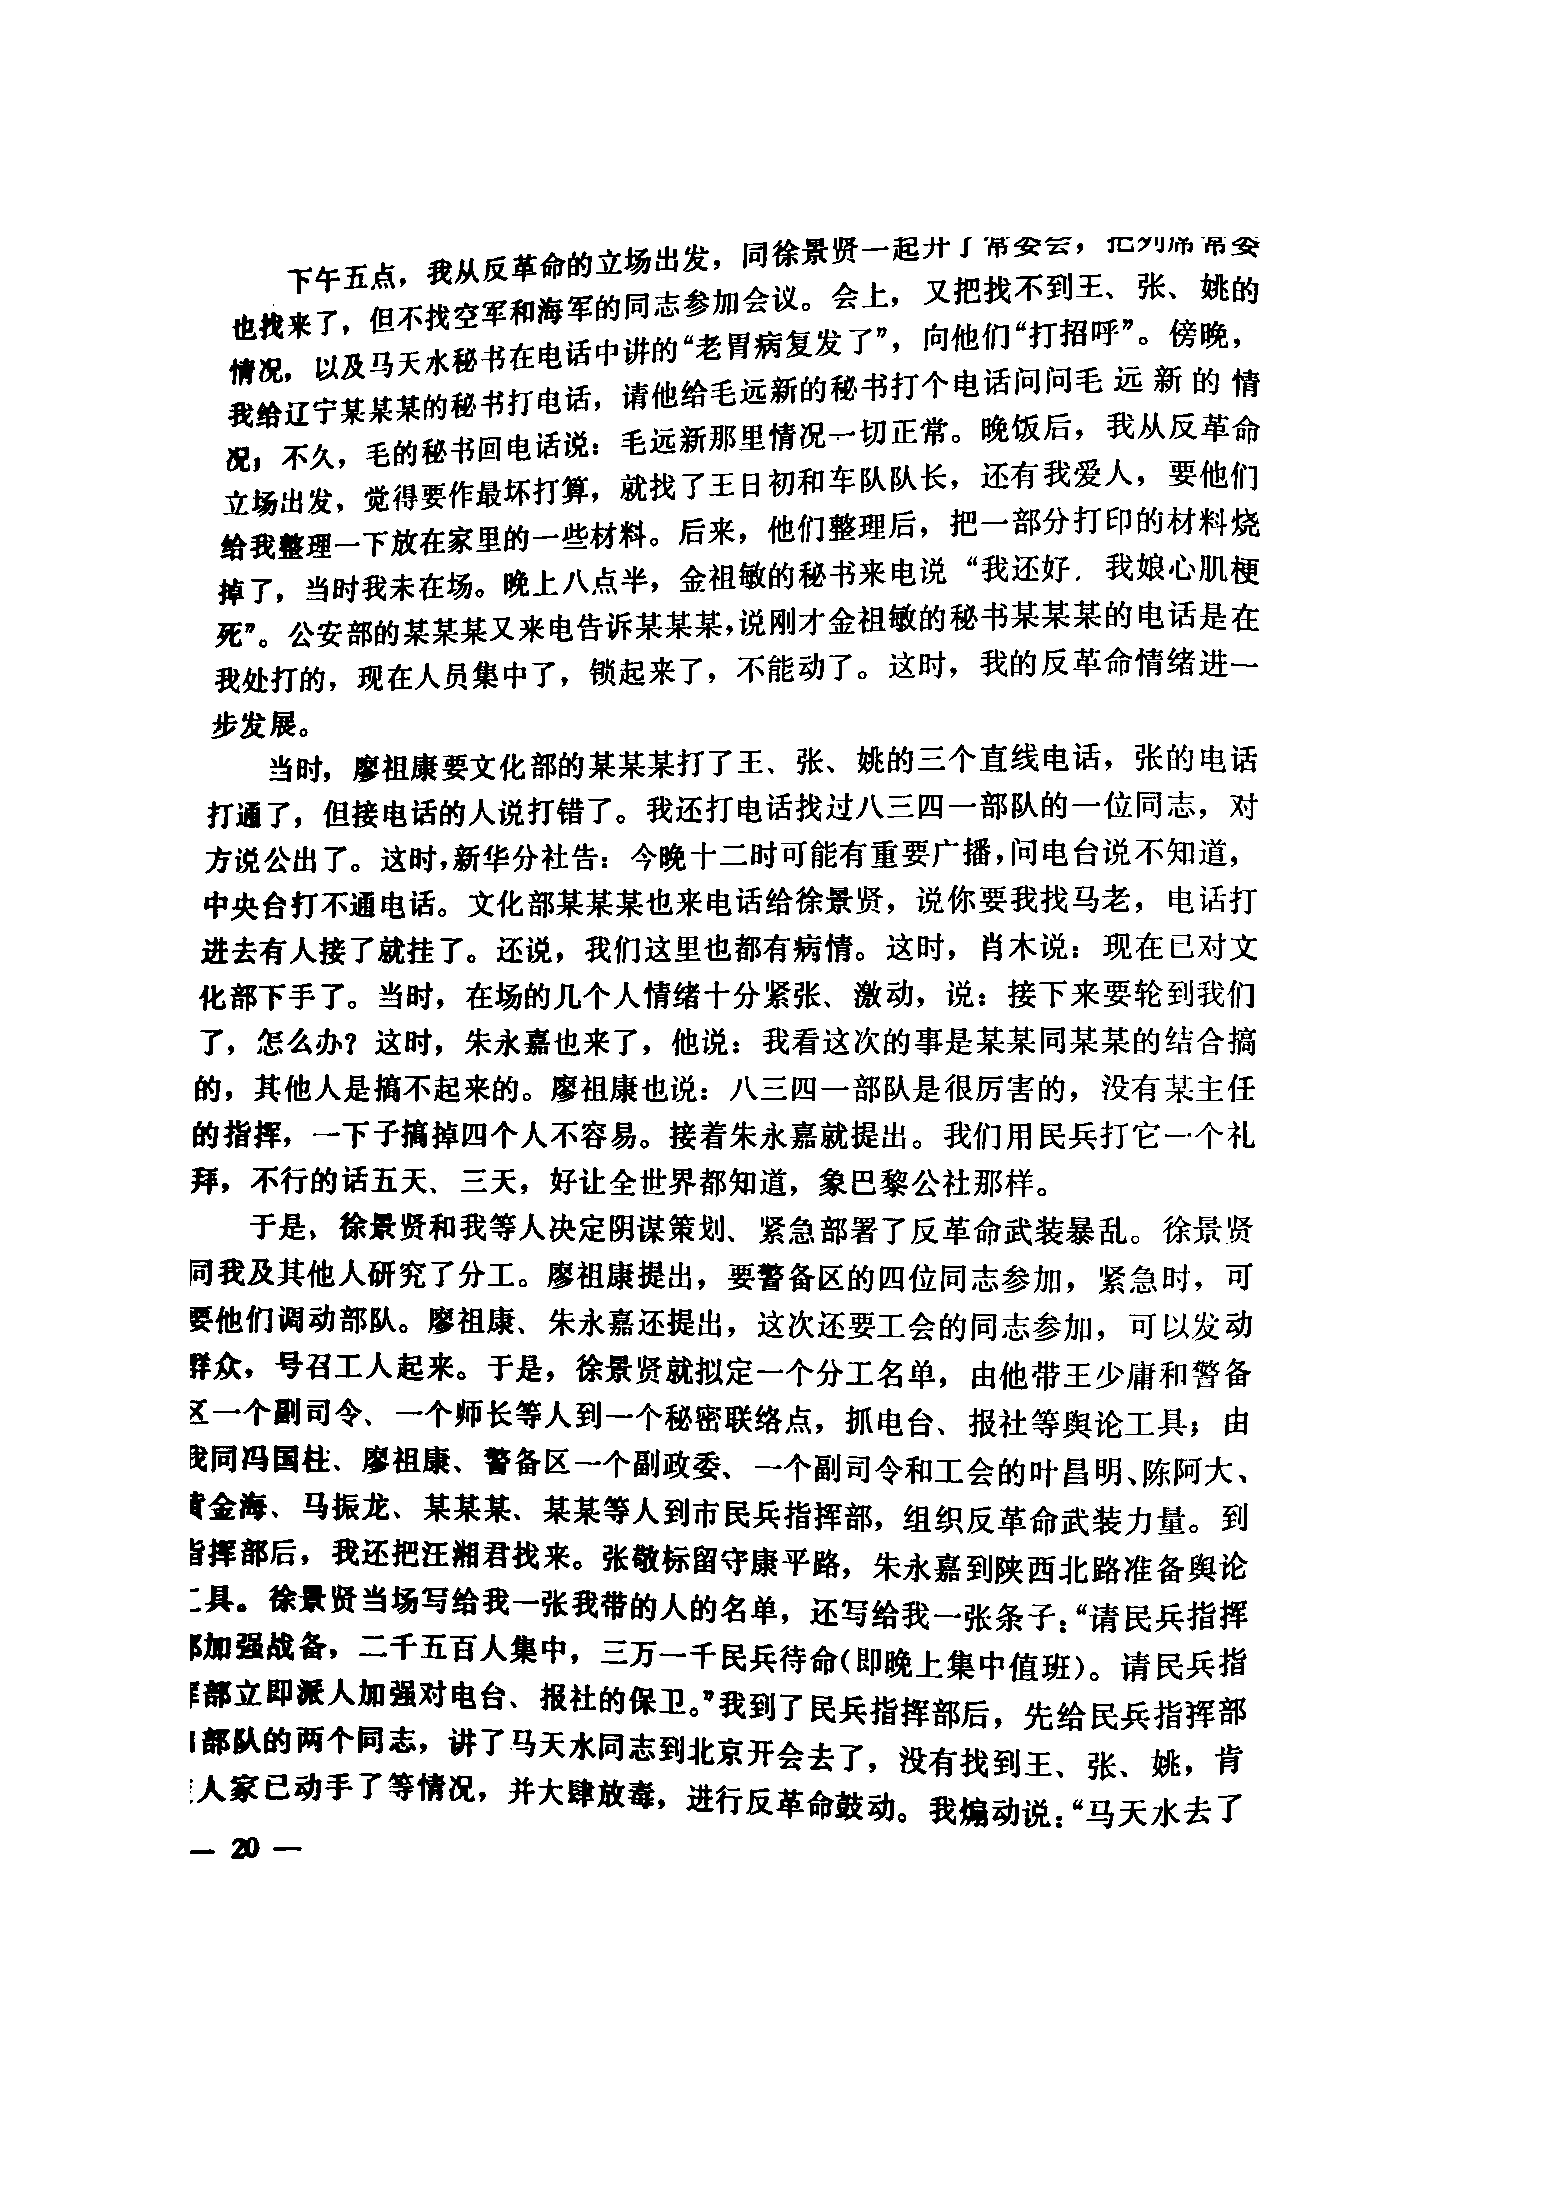 下午五点，我从反革命的立场出发，同徐景贤一起开了常委会，把列席常委
也找来了，但不找空军和海军的同志参加会议。会上，又把找不到王、张、姚的
情况，以及马天水秘书在电话中讲的“老胃病复发了”，向他们“打招呼”。傍晚，
我给辽宁某某某的秘书打电话，请他给毛远新的秘书打个电话问问毛远新的情
况，不久，毛的秘书回电话说：毛远新那里情况一切正常。晚饭后，我从反革命
立场出发，觉得要作最坏打算，就找了王日初和车队队长，还有我爱人，要他们
给我整理一下放在家里的一些材料。后来，他们整理后，把一部分打印的材料烧
掉了，当时我未在场。晚上八点半，金祖敏的秘书来电说“我还好．我娘心肌梗
死”。公安部的某某某又来电告诉某某某，说刚才金祖敏的秘书某某某的电话是在
我处打的，现在人员集中了，锁起来了，不能动了。这时，我的反革命情绪进一
步发展。
当时，廖祖康要文化部的某某某打了王、张、姚的三个直线电话，张的电话
打通了，但接电话的人说打错了。我还打电话找过八三四一部队的一位同志，对
方说公出了。这时，新华分社告：今晚十二时可能有重要广播，问电台说不知道，
中央台打不通电话。文化部某某某也来电话给徐景贤，说你要我找马老，电话打
进去有人接了就挂了。还说，我们这里也都有病情。这时，肖木说：现在已对文
化部下手了。当时，在场的几个人情绪十分紧张、激动，说：接下来要轮到我们
了，怎么办？这时，朱永嘉也来了，他说：我看这次的事是某某同某某的结合搞
的，其他人是搞不起来的。廖祖康也说：八三四一部队是很厉害的，没有某主任
的指挥，一下子搞掉四个人不容易。接着朱永嘉就提出。我们用民兵打它一个礼
拜，不行的话五天、三天，好让全世界都知道，象巴黎公社那样。
于是，徐景贤和我等人决定阴谋策划、紧急部署了反革命武装暴乱。徐景贤
同我及其他人研究了分工。廖祖康提出，要警备区的四位同志参加，紧急时，可
要他们调动部队。廖祖康、朱永嘉还提出，这次还要工会的同志参加，可以发动
群众，号召工人起来。于是，徐景贤就拟定一个分工名单，由他带王少庸和警备
区一个副司令、一个师长等人到一个秘密联络点，抓电台、报社等舆论工具；由
我同冯国柱、廖祖康、警备区一个副政委、一个副司令和工会的叶昌明、陈阿大、
黄金海、马振龙、某某某、某某等人到市民兵指挥部，组织反革命武装力量。到
指挥部后，我还把汪湘君找来。张敬标留守康平路，朱永嘉到陕西北路准备舆论
工具。徐景贤当场写给我一张我带的人的名单，还写给我一张条子：“请民兵指挥
部加强战备，二千五百人集中，三万一千民兵待命（即晚上集中值班）。请民兵指
挥部立即派人加强对电台、报社的保卫。”我到了民兵指挥部后，先给民兵指挥部
部队的两个同志，讲了马天水同志到北京开会去了，没有找到王、张、姚，肯
人家已动手了等情况，并大肆放毒，进行反革命鼓动。我煽动说：“马天水去了
— 20 —